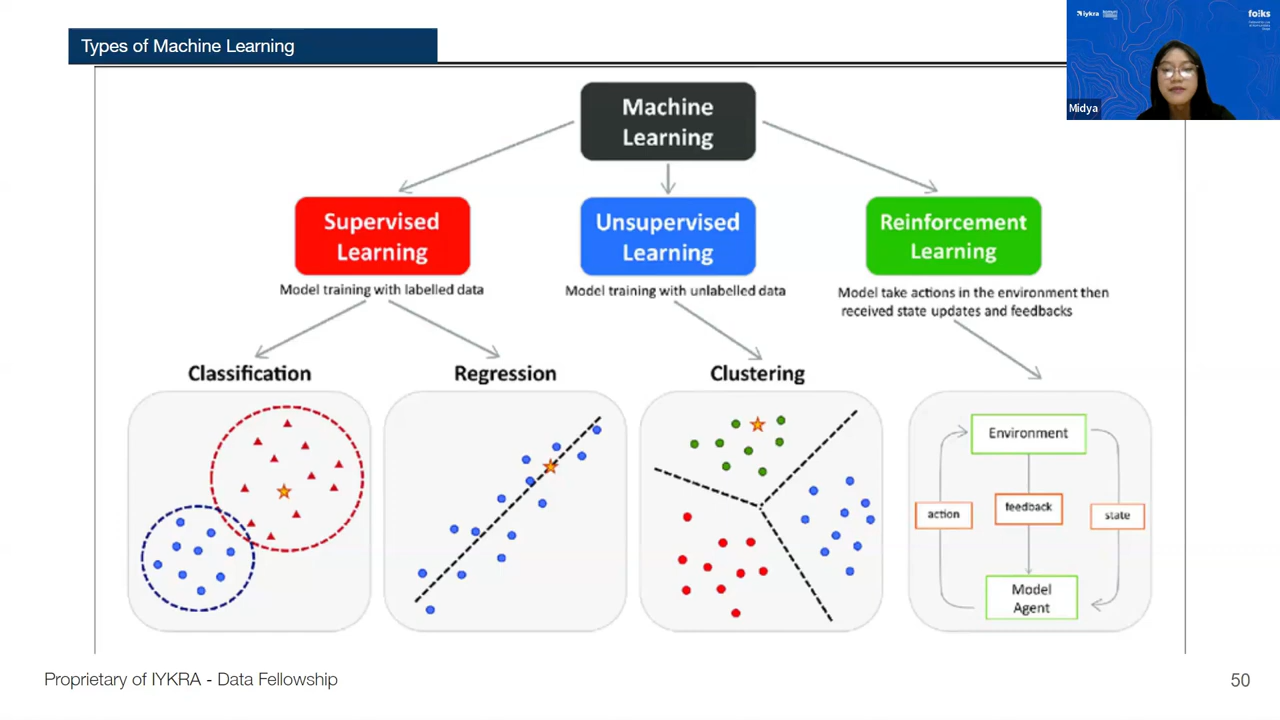 Types of Machine Learning
iykra
foiks
Midya
Machine
Learning
Supervised
Learning
Unsupervised
Learning
Reinforcement
Learning
Model training with labelled data
Model training with unlabelled data
Model take actions in the environment then
received state updates and feedbacks
Classification
Regression
Clustering
Environment
action
feedback
state
Model
Agent
Proprietary of IYKRA - Data Fellowship
50